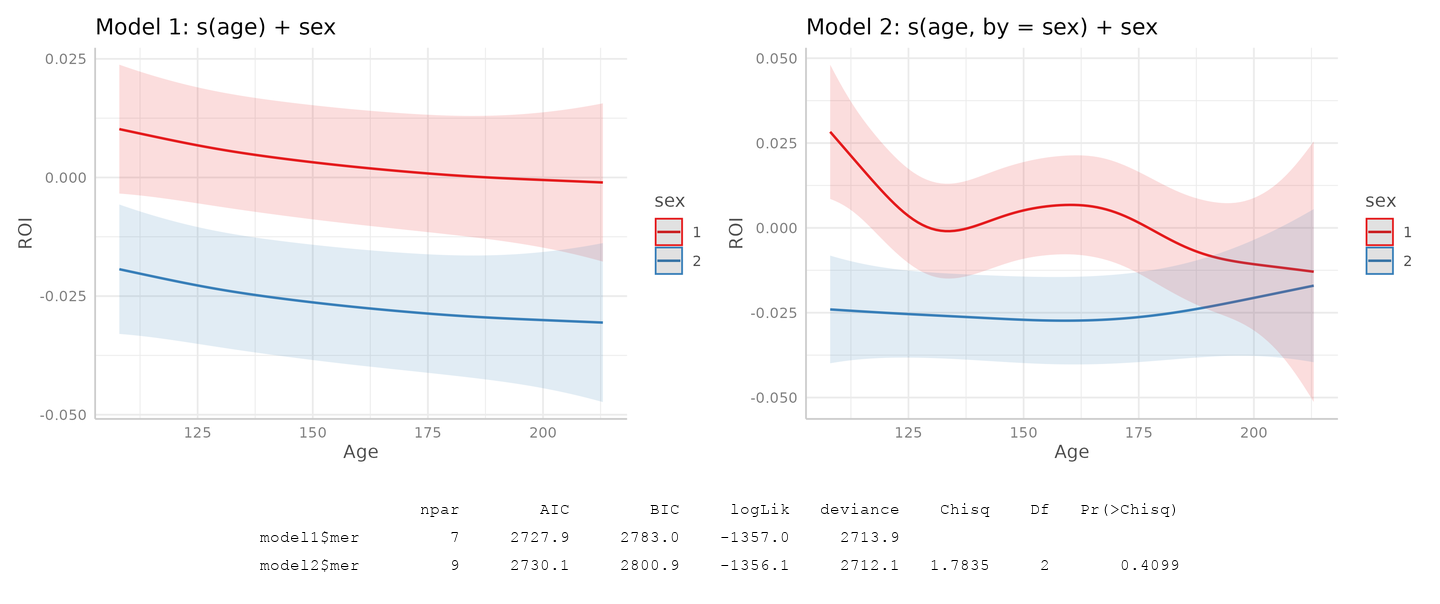 Model 1: s(age) + sex
0.025
0.000
-0.025
-0.050
ROI
125 150 175 200
Age
sex
1
2
Model 2: s(age, by = sex) + sex
0.050
0.025
0.000
-0.025
-0.050
ROI
125 150 175 200
Age
sex
1
2
npar AIC BIC logLik deviance Chisq Df Pr(>Chisq)
model1$mer 7 2727.9 2783.0 -1357.0 2713.9
model2$mer 9 2730.1 2800.9 -1356.1 2712.1 1.7835 2 0.4099